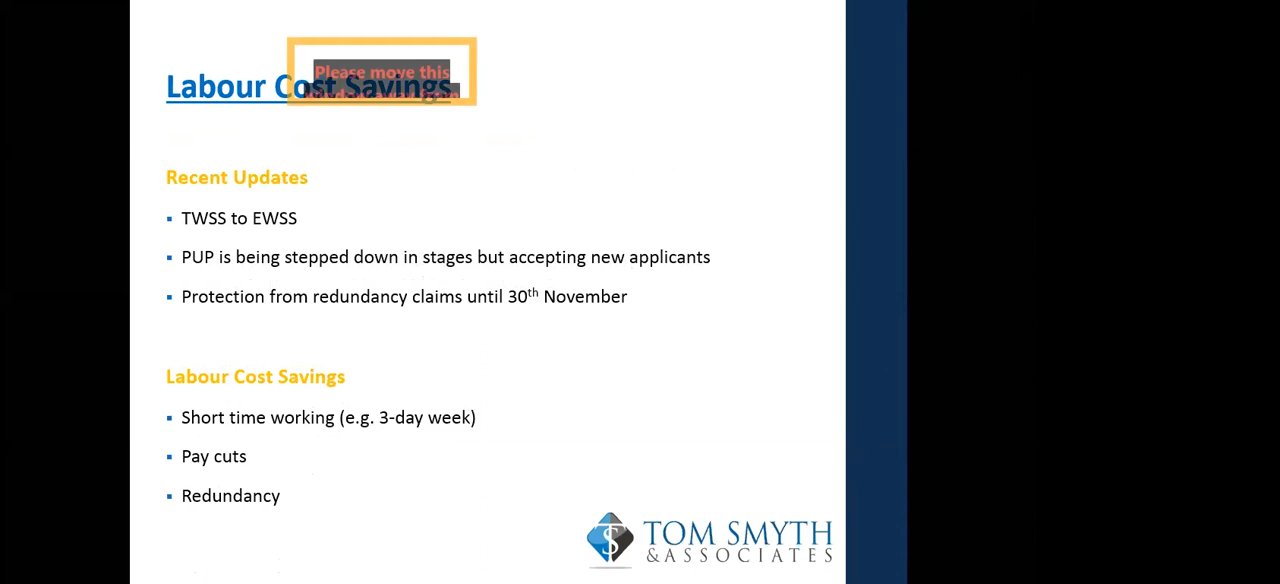 Please move this
Labour Cost Savings
Recent Updates
▪ TWSS to EWSS
▪ PUP is being stepped down in stages but accepting new applicants
▪ Protection from redundancy claims until 30th November
Labour Cost Savings
▪ Short time working (e.g. 3-day week)
▪ Pay cuts
▪ Redundancy
TOM SMYTH
& ASSOCIATES